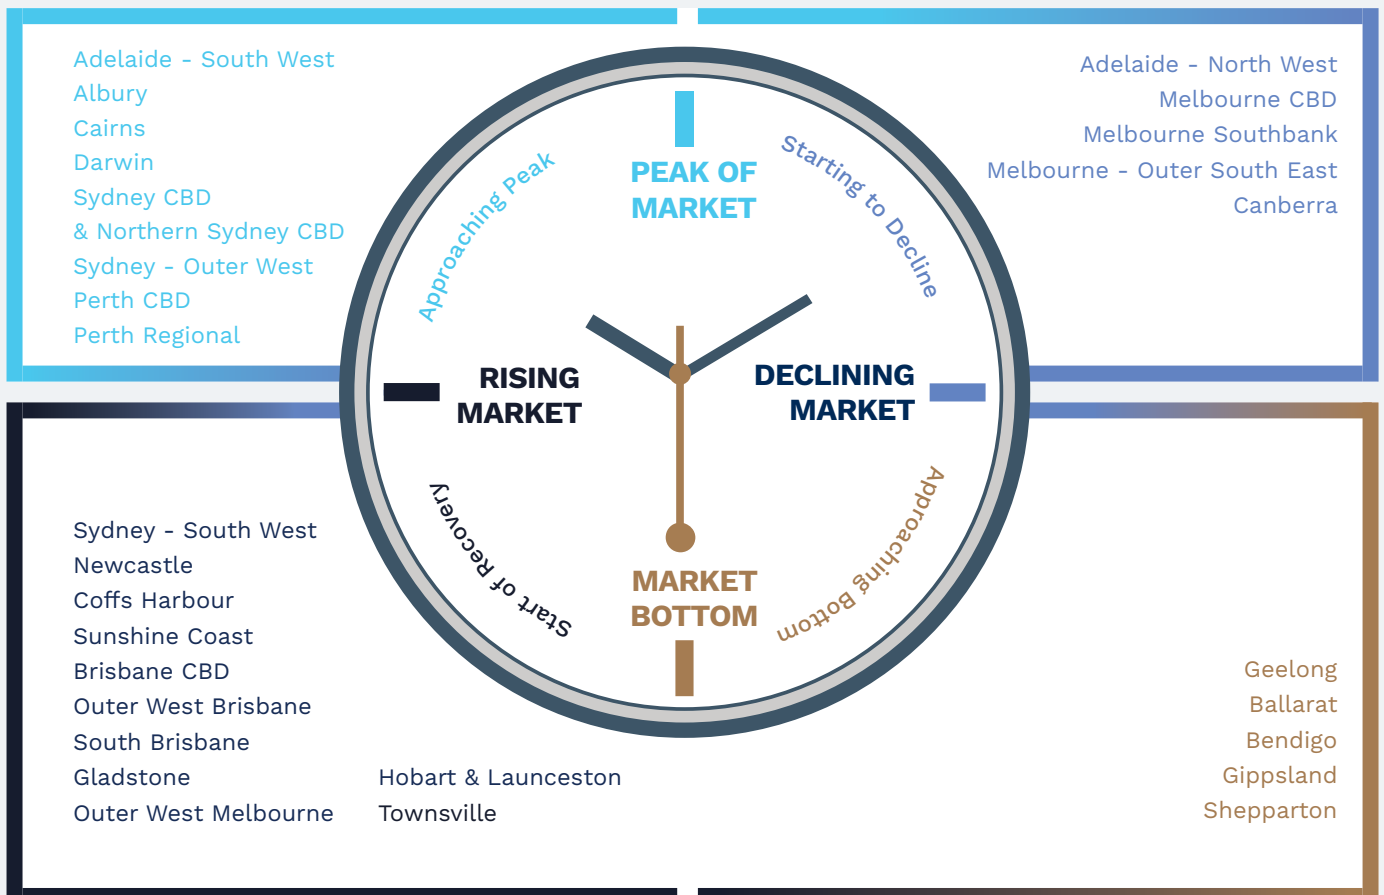 Adelaide - South West
Albury
Cairns
Darwin
Sydney CBD
& Northern Sydney CBD
Sydney - Outer West
Perth CBD
Perth Regional
Approaching Peak
PEAK OF
MARKET
Starting to Decline
Adelaide - North West
Melbourne CBD
Melbourne Southbank
Melbourne - Outer South East
Canberra
RISING
MARKET
DECLINING
MARKET
Sydney - South West
Newcastle
Coffs Harbour
Sunshine Coast
Brisbane CBD
Outer West Brisbane
South Brisbane
Gladstone
Outer West Melbourne
Hobart & Launceston
Townsville
Start of Recovery
MARKET
BOTTOM
Approaching Bottom
Geelong
Ballarat
Bendigo
Gippsland
Shepparton